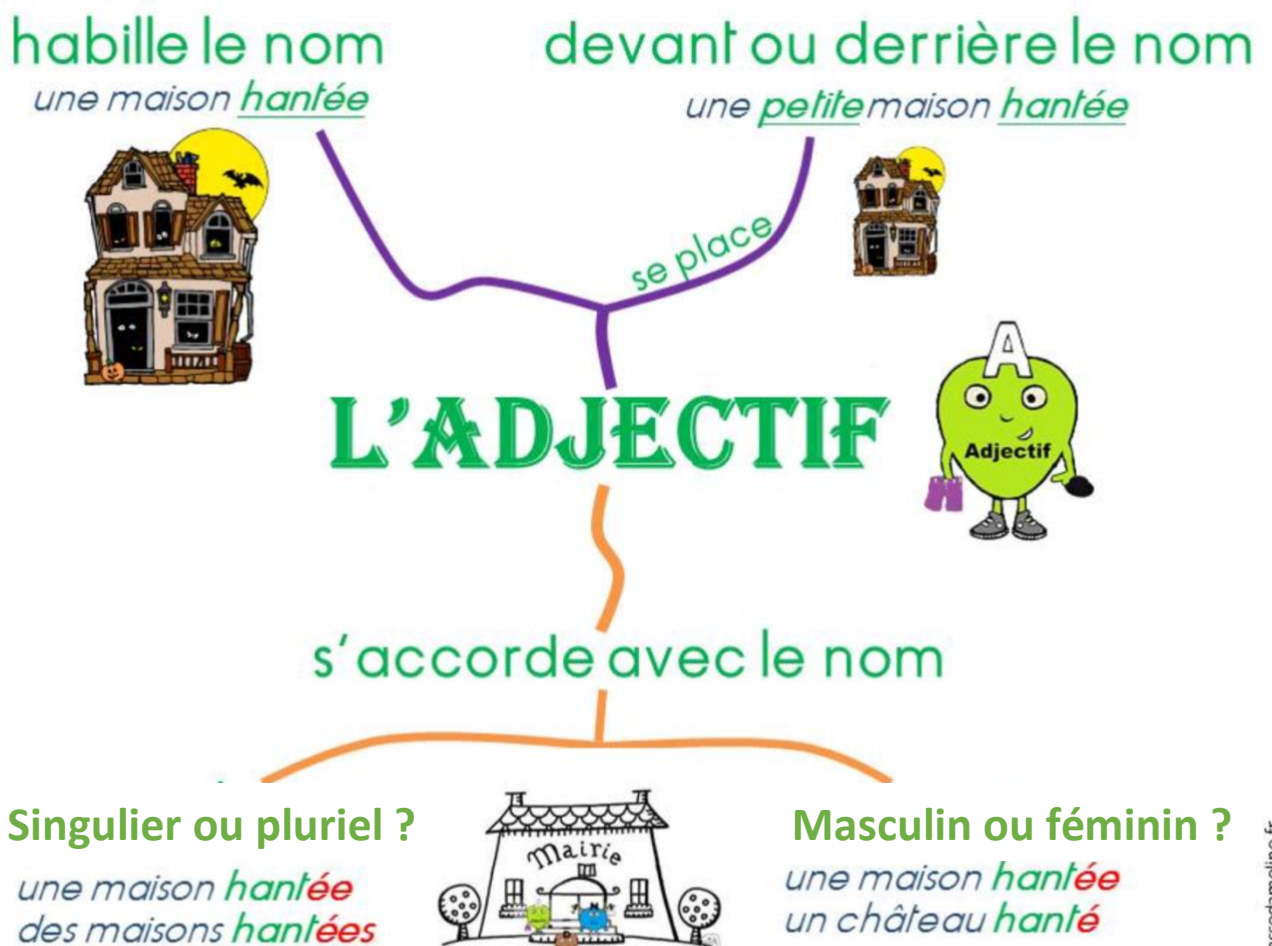 habille le nom
une maison hantée
devant ou derrière le nom
une petite maison hantée
se place
A
Adjectif
L'ADJECTIF
s'accorde avec le nom
Singulier ou pluriel ?
une maison hantée
des maisons hantées
Mairie
Masculin ou féminin ?
une maison hantée
un château hanté